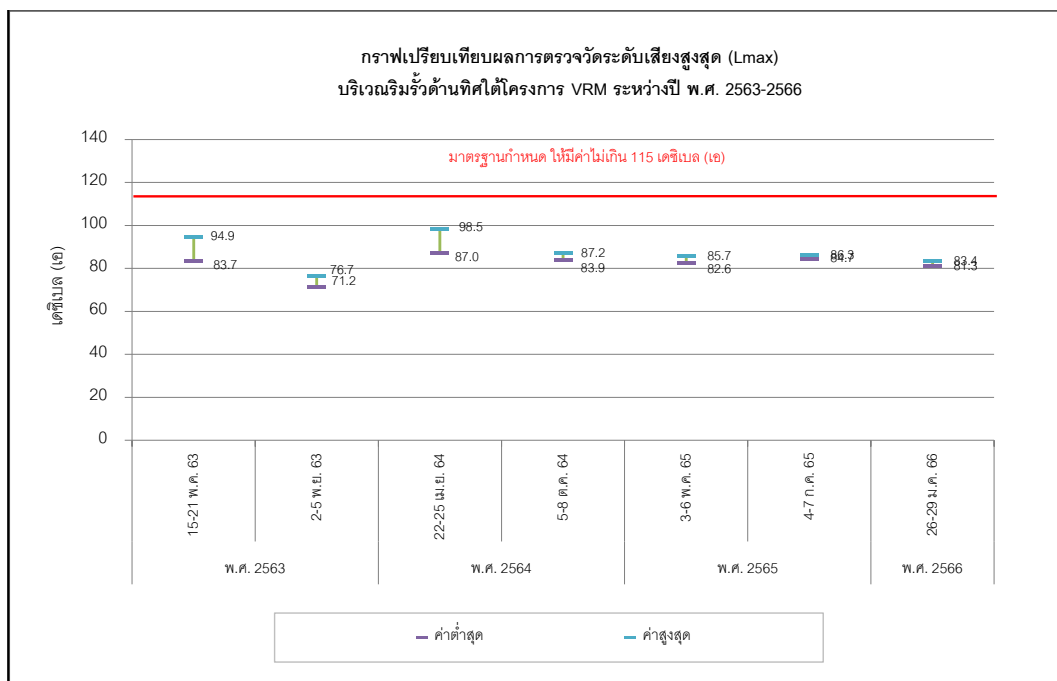 กราฟเปรียบเทียบผลการตรวจวัดระดับเสียงสูงสุด (Lmax)
บริเวณริมรั้วด้านทิศใต้โครงการ VRM ระหว่างปี พ.ศ. 2563-2566
มาตรฐานกำหนด ให้มีค่าไม่เกิน 115 เดซิเบล (เอ)
เดซิเบล (เอ)
140
120
100
80
60
40
20
0
94.9
83.7
76.7
71.2
98.5
87.0
87.2
83.9
85.7
82.6
86.3
84.7
83.4
81.3
15-21 พ.ค. 63
2-5 พ.ย. 63
22-25 เม.ย. 64
5-8 ต.ค. 64
3-6 พ.ค. 65
4-7 ก.ค. 65
26-29 ม.ค. 66
พ.ศ. 2563
พ.ศ. 2564
พ.ศ. 2565
พ.ศ. 2566
ค่าต่ำสุด
ค่าสูงสุด